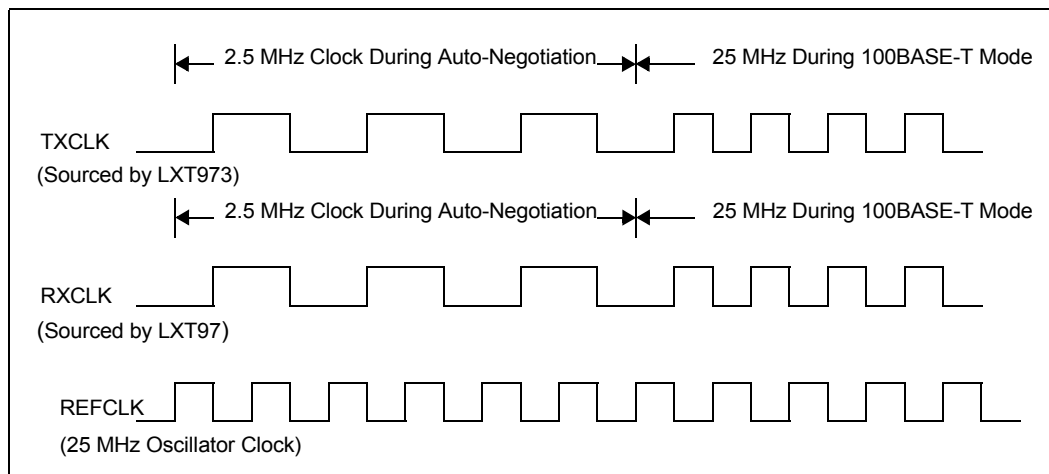 2.5 MHz Clock During Auto-Negotiation
25 MHz During 100BASE-T Mode
TXCLK
(Sourced by LXT973)
2.5 MHz Clock During Auto-Negotiation
25 MHz During 100BASE-T Mode
RXCLK
(Sourced by LXT97)
REFCLK
(25 MHz Oscillator Clock)